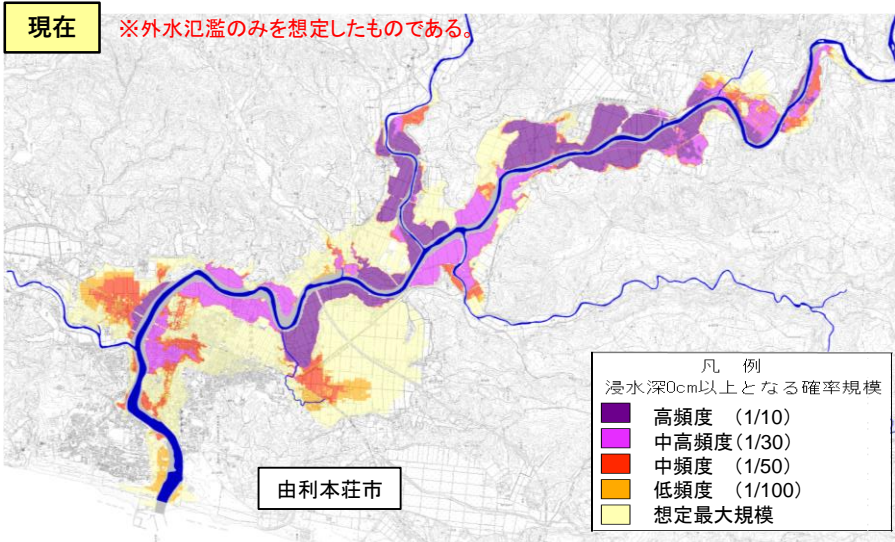 現在
※外水氾濫のみを想定したものである。
由利本荘市
凡 例
浸水深0cm以上となる確率規模
高頻度 （1/10）
中高頻度(1/30)
中頻度 （1/50）
低頻度 （1/100）
想定最大規模